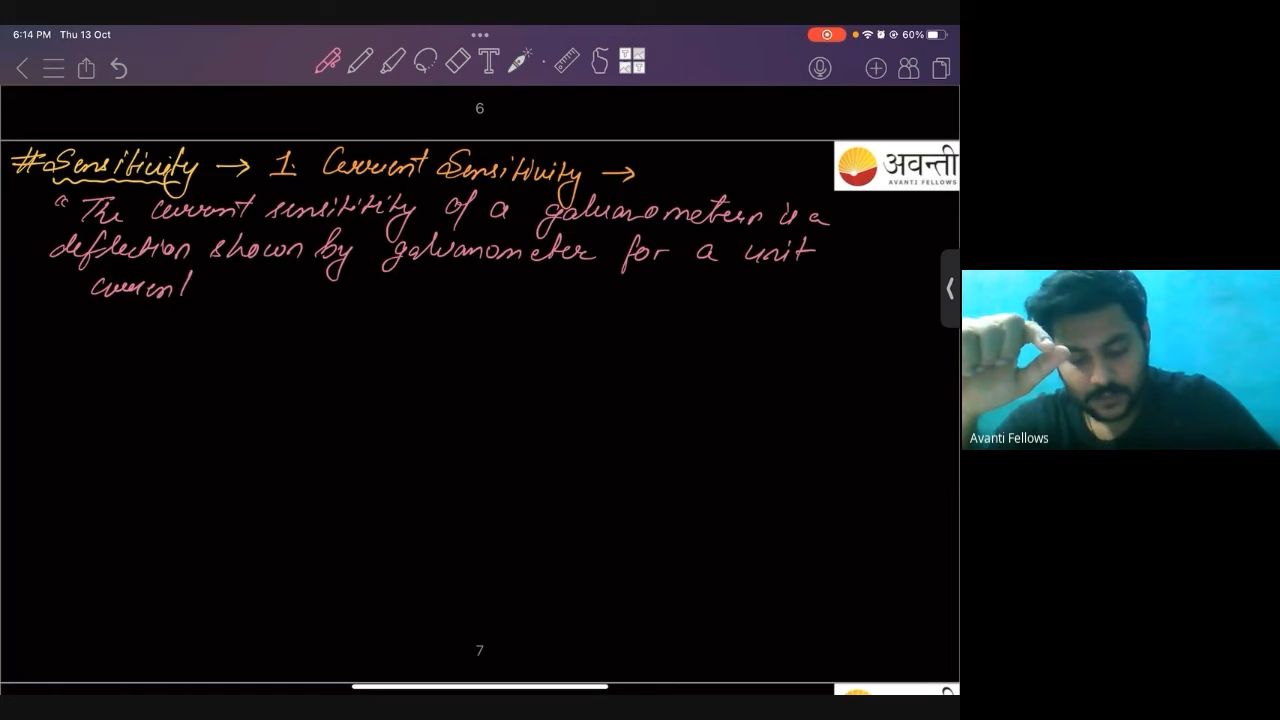 6:14 PM Thu 13 Oct
60%
6
#Sensitivity → 1. Current Sensitivity →
अवन्ती
AVANTI FELLOWS
"The current sensitity of a galvanometer is a
deflection shown by galvanometer for a unit
current
Avanti Fellows
7